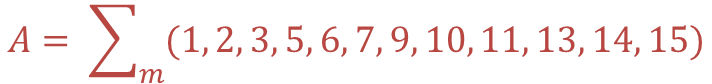 A = ∑m(1, 2, 3, 5, 6, 7, 9, 10, 11, 13, 14, 15)